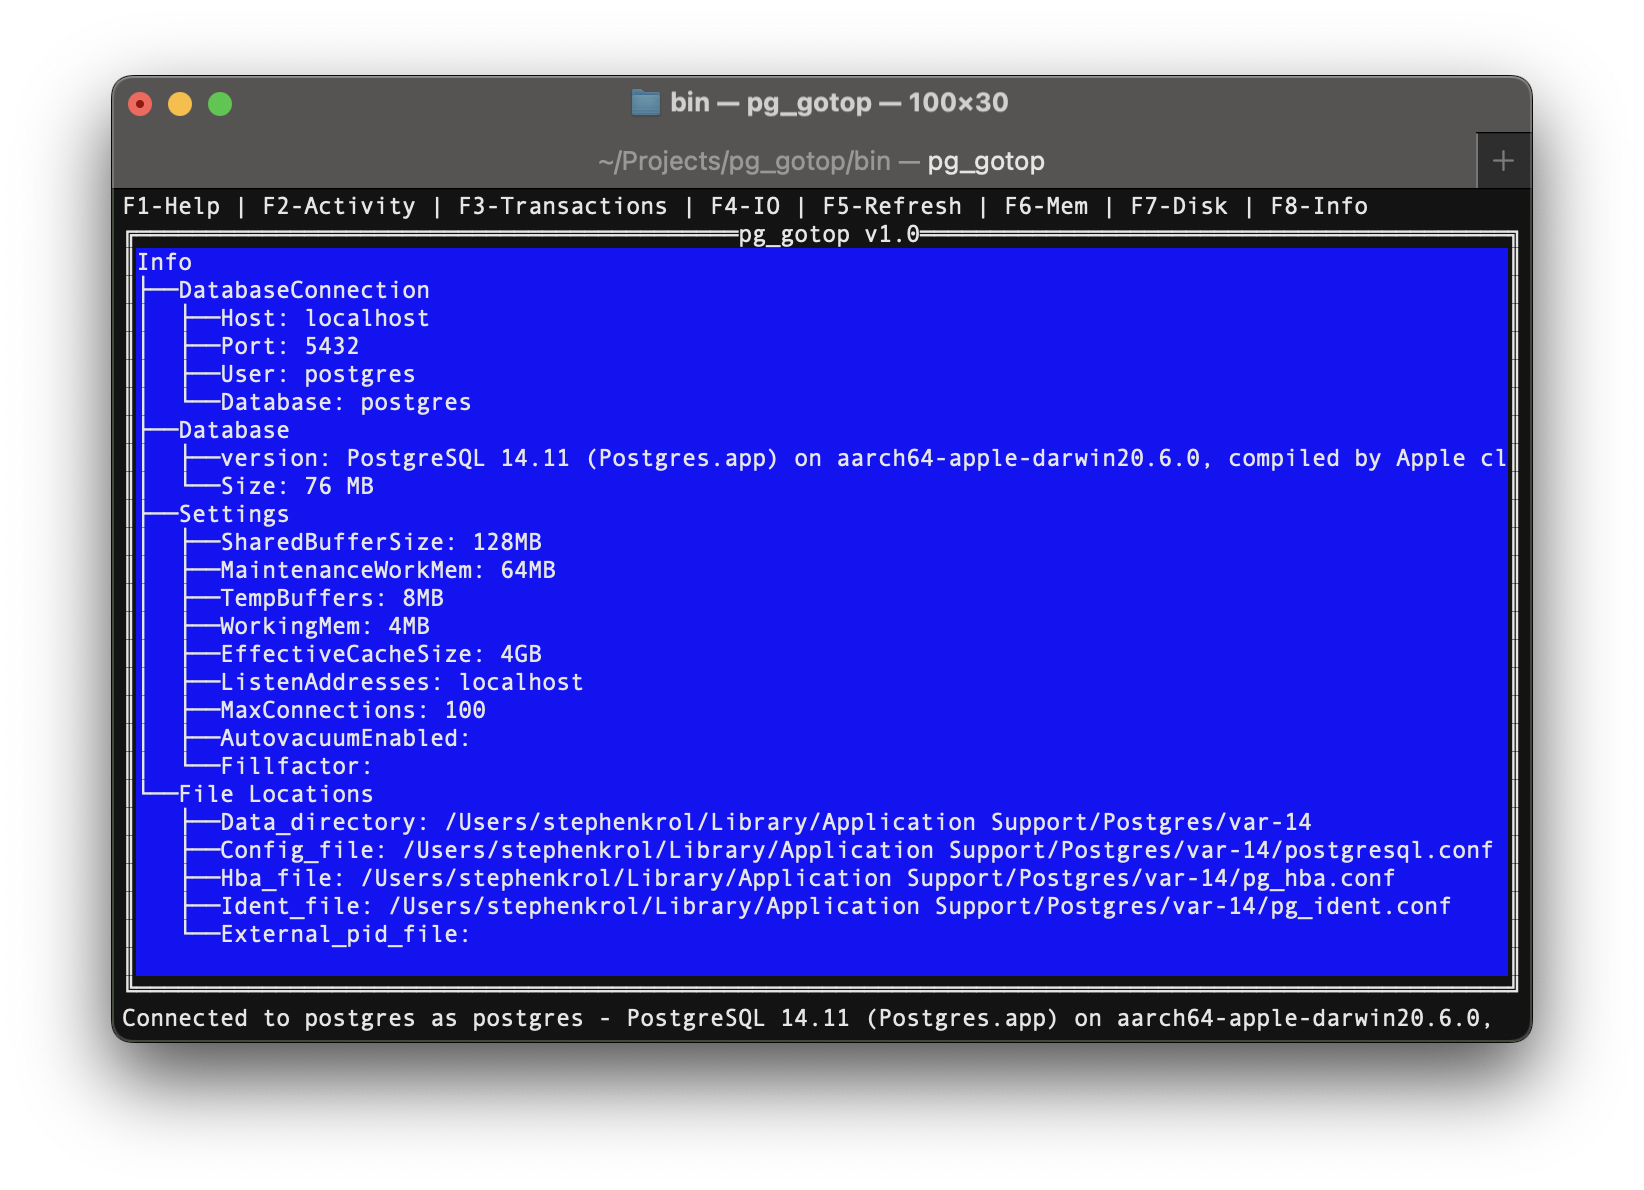 bin — pg_gotop — 100×30
~/Projects/pg_gotop/bin — pg_gotop
F1-Help | F2-Activity | F3-Transactions | F4-IO | F5-Refresh | F6-Mem | F7-Disk | F8-Info
pg_gotop v1.0
Info
DatabaseConnection
Host: localhost
Port: 5432
User: postgres
Database: postgres
Database
version: PostgreSQL 14.11 (Postgres.app) on aarch64-apple-darwin20.6.0, compiled by Apple cl
Size: 76 MB
Settings
SharedBufferSize: 128MB
MaintenanceWorkMem: 64MB
TempBuffers: 8MB
WorkingMem: 4MB
EffectiveCacheSize: 4GB
ListenAddresses: localhost
MaxConnections: 100
AutovacuumEnabled:
Fillfactor:
File Locations
Data_directory: /Users/stephenkrol/Library/Application Support/Postgres/var-14
Config_file: /Users/stephenkrol/Library/Application Support/Postgres/var-14/postgresql.conf
Hba_file: /Users/stephenkrol/Library/Application Support/Postgres/var-14/pg_hba.conf
Ident_file: /Users/stephenkrol/Library/Application Support/Postgres/var-14/pg_ident.conf
External_pid_file:
Connected to postgres as postgres - PostgreSQL 14.11 (Postgres.app) on aarch64-apple-darwin20.6.0,